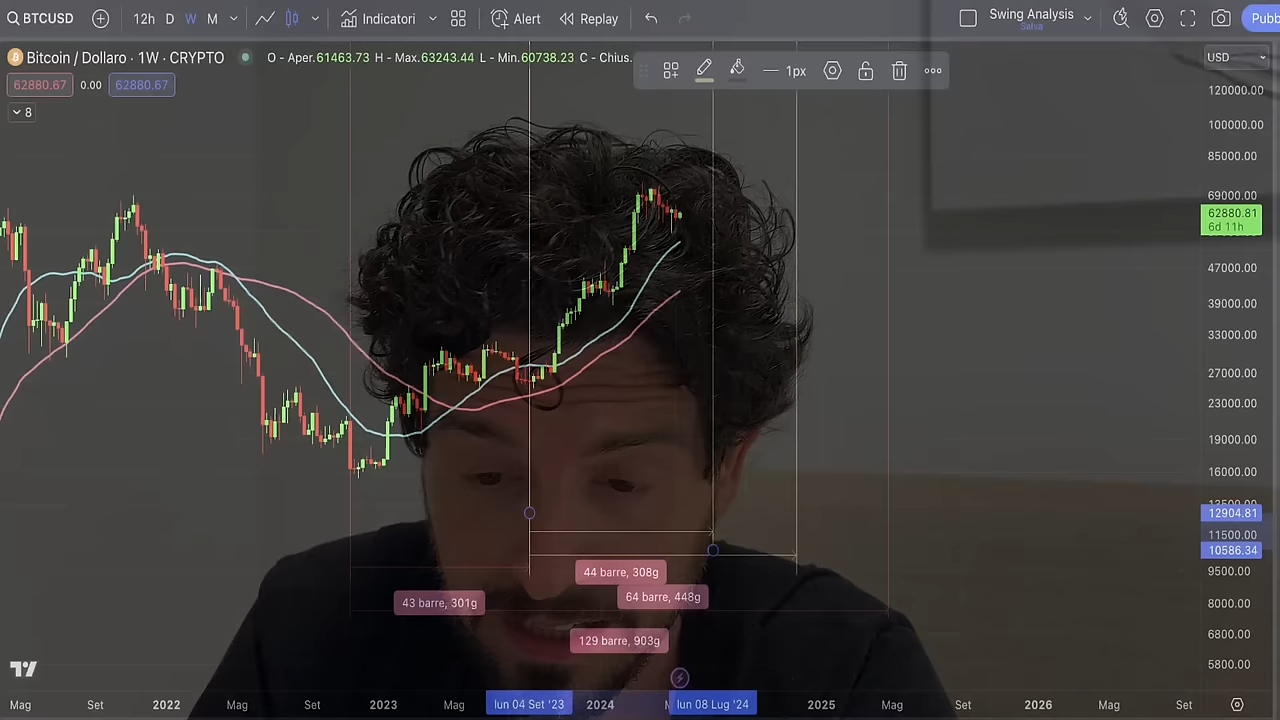 BTCUSD 12h D W M Indicatori Alert Replay Swing Analysis
Salva
Pubb
Bitcoin / Dollaro · 1W · CRYPTO O - Aper.61463.73 H - Max.63243.44 L - Min.60738.23 C - Chius. USD
1px
62880.67 0.00 62880.67
8
120000.00
100000.00
85000.00
69000.00
62880.81
6d 11h
47000.00
39000.00
33000.00
27000.00
23000.00
19000.00
16000.00
13500.00
12904.81
11500.00
10586.34
9500.00
8000.00
6800.00
5800.00
44 barre, 308g
64 barre, 448g
43 barre, 301g
129 barre, 903g
Mag Set 2022 Mag Set 2023 Mag lun 04 Set '23 2024 lun 08 Lug '24 2025 Mag Set 2026 Mag Set